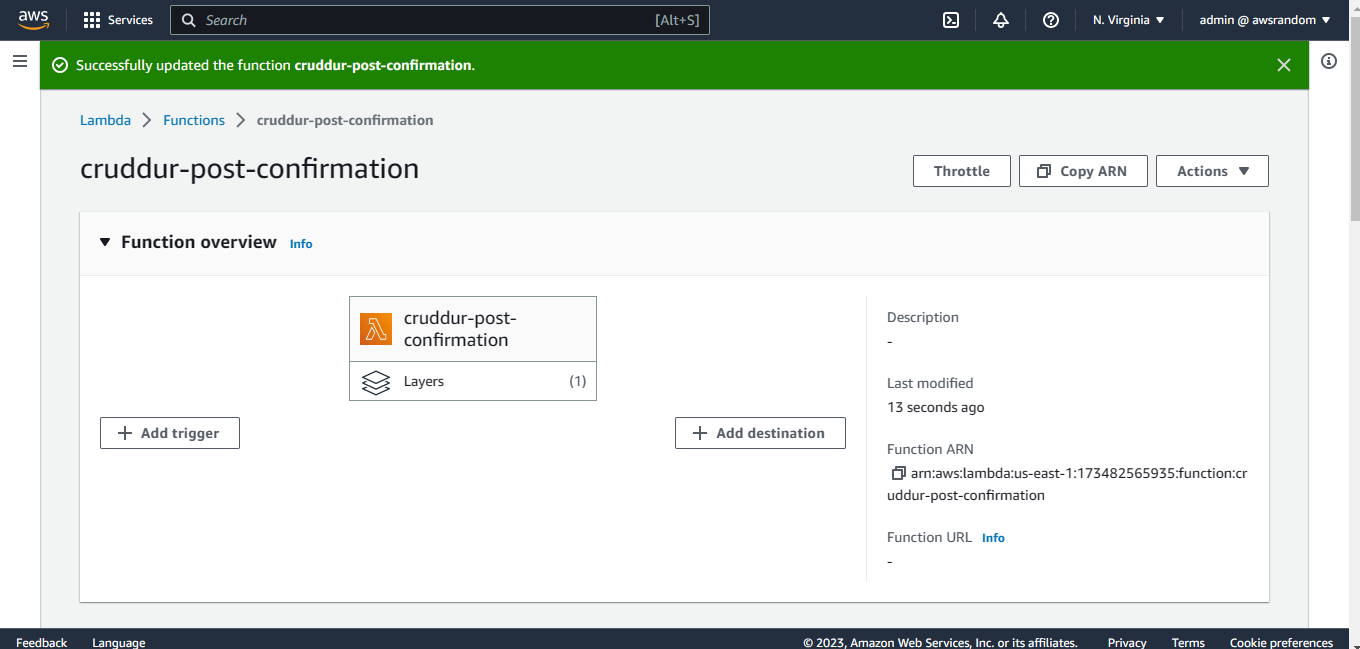 aws
Services
Search
[Alt+S]
N. Virginia
admin @ awsrandom
Successfully updated the function cruddur-post-confirmation.
Lambda
Functions
cruddur-post-confirmation
cruddur-post-confirmation
Throttle
Copy ARN
Actions
Function overview
Info
cruddur-post-
confirmation
Layers
(1)
Add trigger
Add destination
Description
-
Last modified
13 seconds ago
Function ARN
arn:aws:lambda:us-east-1:173482565935:function:cr
uddur-post-confirmation
Function URL
Info
-
Feedback
Language
© 2023, Amazon Web Services, Inc. or its affiliates.
Privacy
Terms
Cookie preferences